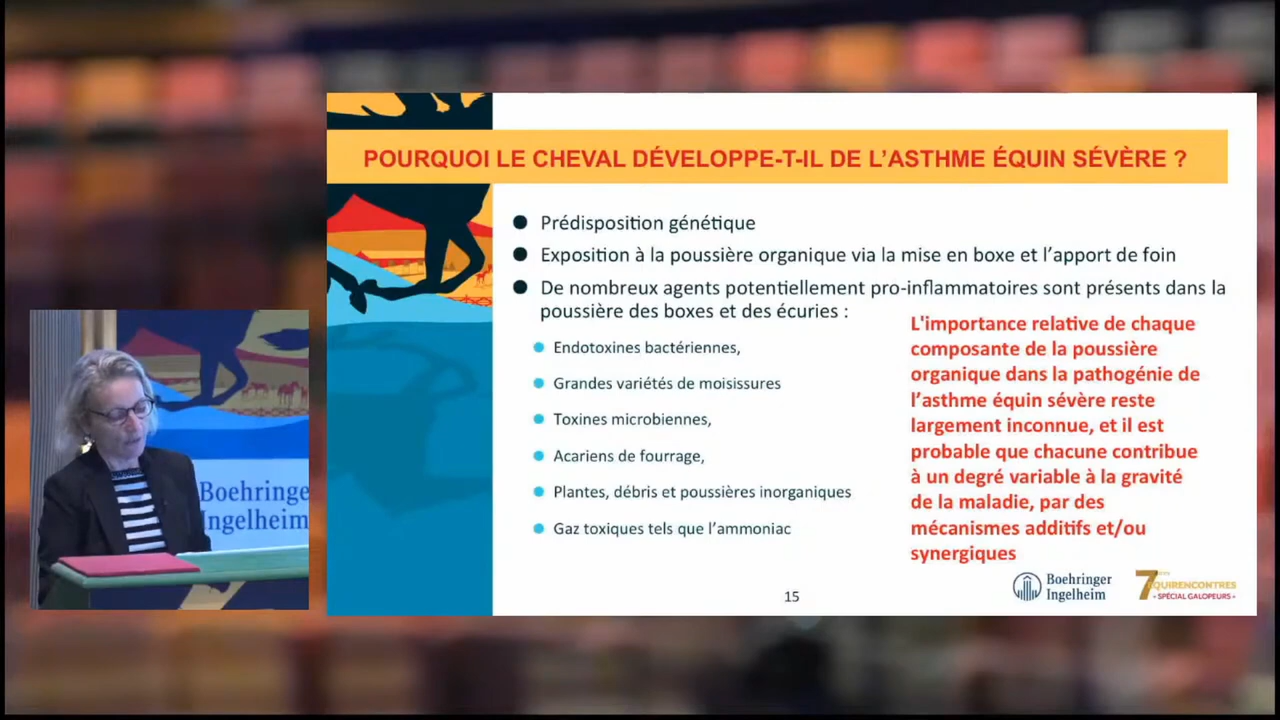 POURQUOI LE CHEVAL DÉVELOPPE-T-IL DE L'ASTHME ÉQUIN SÉVÈRE ?
Prédisposition génétique
Exposition à la poussière organique via la mise en boxe et l'apport de foin
De nombreux agents potentiellement pro-inflammatoires sont présents dans la
poussière des boxes et des écuries :
Endotoxines bactériennes,
Grandes variétés de moisissures
Toxines microbiennes,
Acariens de fourrage,
Plantes, débris et poussières inorganiques
Gaz toxiques tels que l'ammoniac
L'importance relative de chaque
composante de la poussière
organique dans la pathogénie de
l'asthme équin sévère reste
largement inconnue, et il est
probable que chacune contribue
à un degré variable à la gravité
de la maladie, par des
mécanismes additifs et/ou
synergiques
15
Boehringer
Ingelheim
7èmes
QUIRENCONTRES
- SPÉCIAL GALOPEURS -
Boehringe
Ingelheim